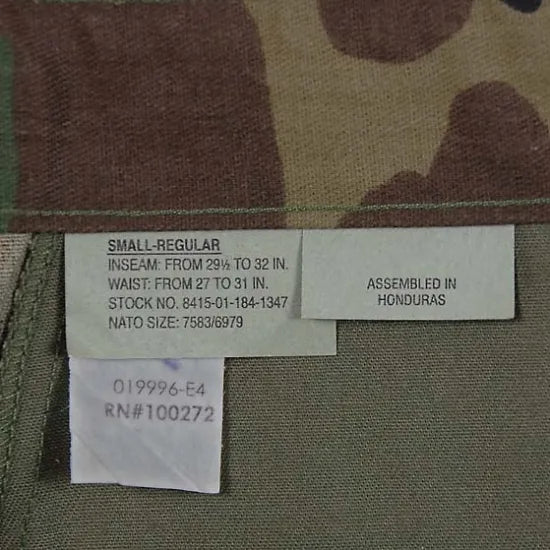 SMALL-REGULAR
INSEAM: FROM 29½ TO 32 IN.
WAIST: FROM 27 TO 31 IN.
STOCK NO. 8415-01-184-1347
NATO SIZE: 7583/6979
ASSEMBLED IN
HONDURAS
019996-E4
RN#100272